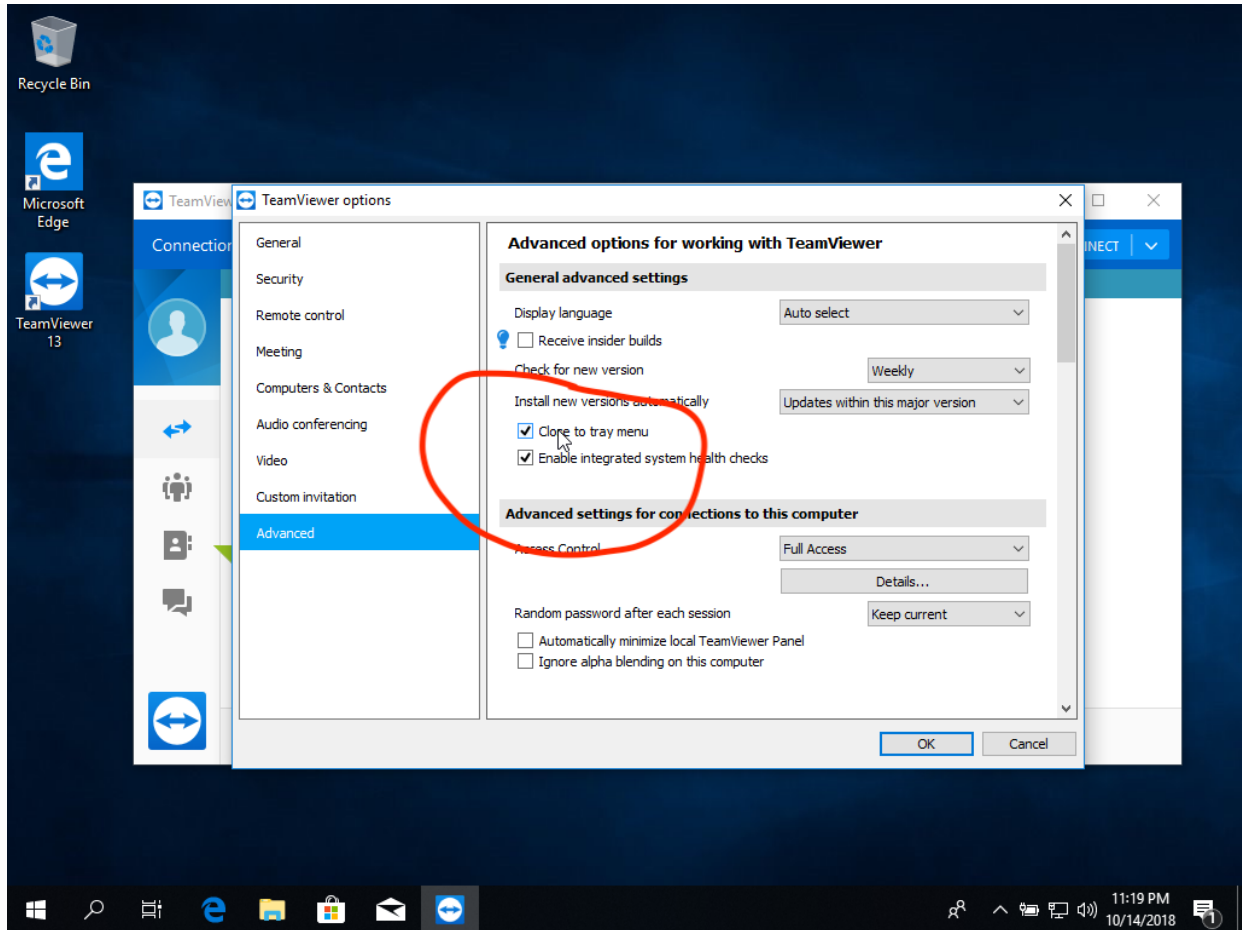 Recycle Bin
Microsoft
Edge
TeamViewer
13
TeamView
TeamViewer options
Connection
NNECT
General
Security
Remote control
Meeting
Computers & Contacts
Audio conferencing
Video
Custom invitation
Advanced
Advanced options for working with TeamViewer
General advanced settings
Display language
Auto select
Receive insider builds
Check for new version
Weekly
Install new versions automatically
Updates within this major version
Close to tray menu
Enable integrated system health checks
Advanced settings for connections to this computer
Access Control
Full Access
Details...
Random password after each session
Keep current
Automatically minimize local TeamViewer Panel
Ignore alpha blending on this computer
OK
Cancel
11:19 PM
10/14/2018
1